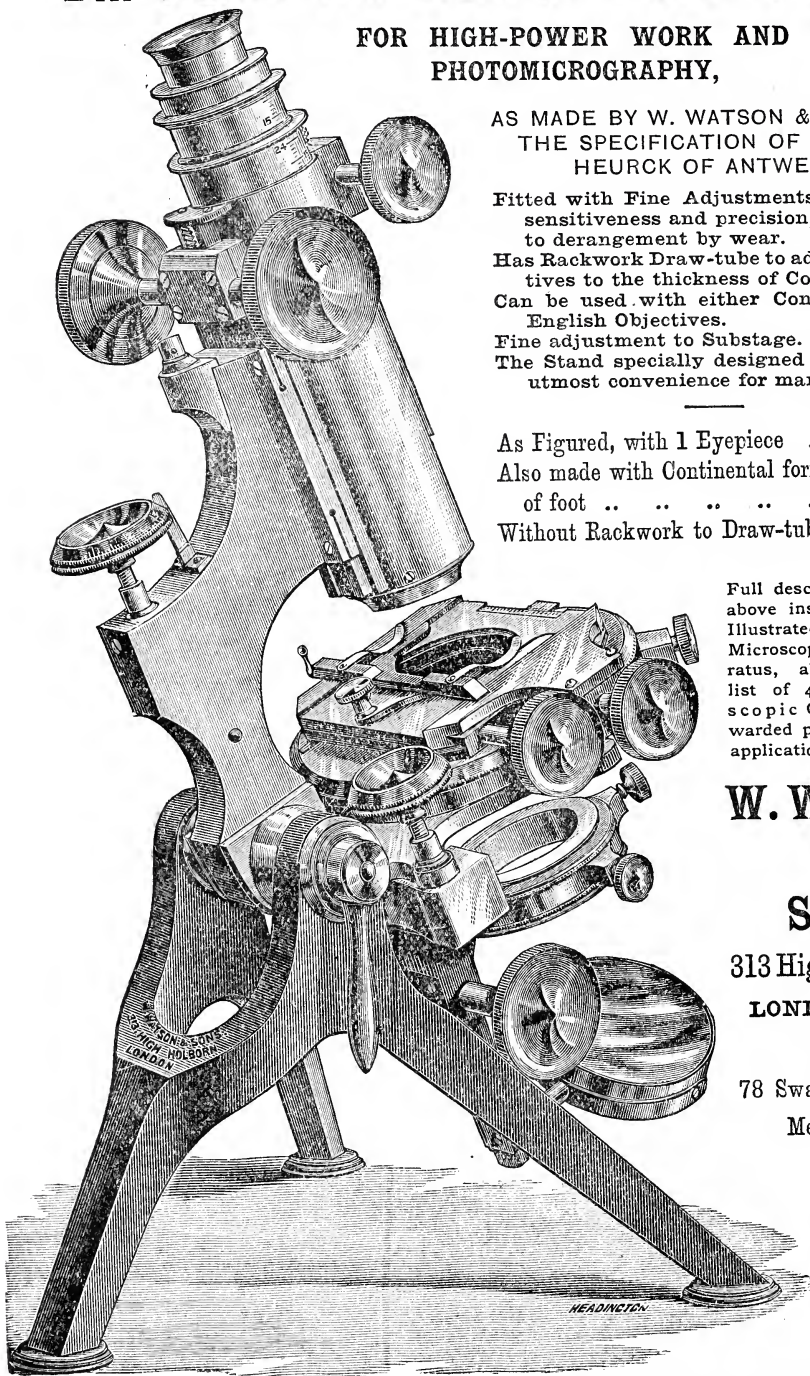 FOR HIGH-POWER WORK AND
PHOTOMICROGRAPHY,
AS MADE BY W. WATSON &
THE SPECIFICATION OF
HEURCK OF ANTWE
Fitted with Fine Adjustments
sensitiveness and precision
to derangement by wear.
Has Rackwork Draw-tube to ad
tives to the thickness of Co
Can be used with either Con
English Objectives.
Fine adjustment to Substage.
The Stand specially designed
utmost convenience for man
As Figured, with 1 Eyepiece
Also made with Continental for
of foot .. .. .. ..
Without Rackwork to Draw-tub
Full desc
above ins
Illustrate
Microscop
ratus, a
list of 4
scopic
warded p
applicatio
W. W
S
313 Hig
LONI
78 Swa
Me
15
24
W. WATSON & SONS
313 HIGH HOLBORN
LONDON
HEADINGTON